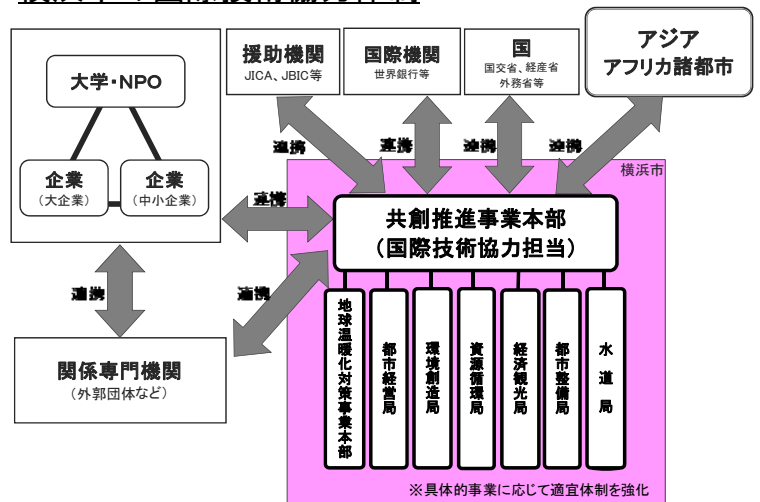 大学・NPO
企業
(大企業)
企業
(中小企業)
援助機関
JICA、JBIC等
国際機関
世界銀行等
国
国交省、経産省
外務省等
アジア
アフリカ諸都市
連携
連携
連携
連携
横浜市
連携
共創推進事業本部
(国際技術協力担当)
連携
連携
関係専門機関
(外郭団体など)
地球温暖化対策事業本部
都市経営局
環境創造局
資源循環局
経済観光局
都市整備局
水道局
※具体的事業に応じて適宜体制を強化